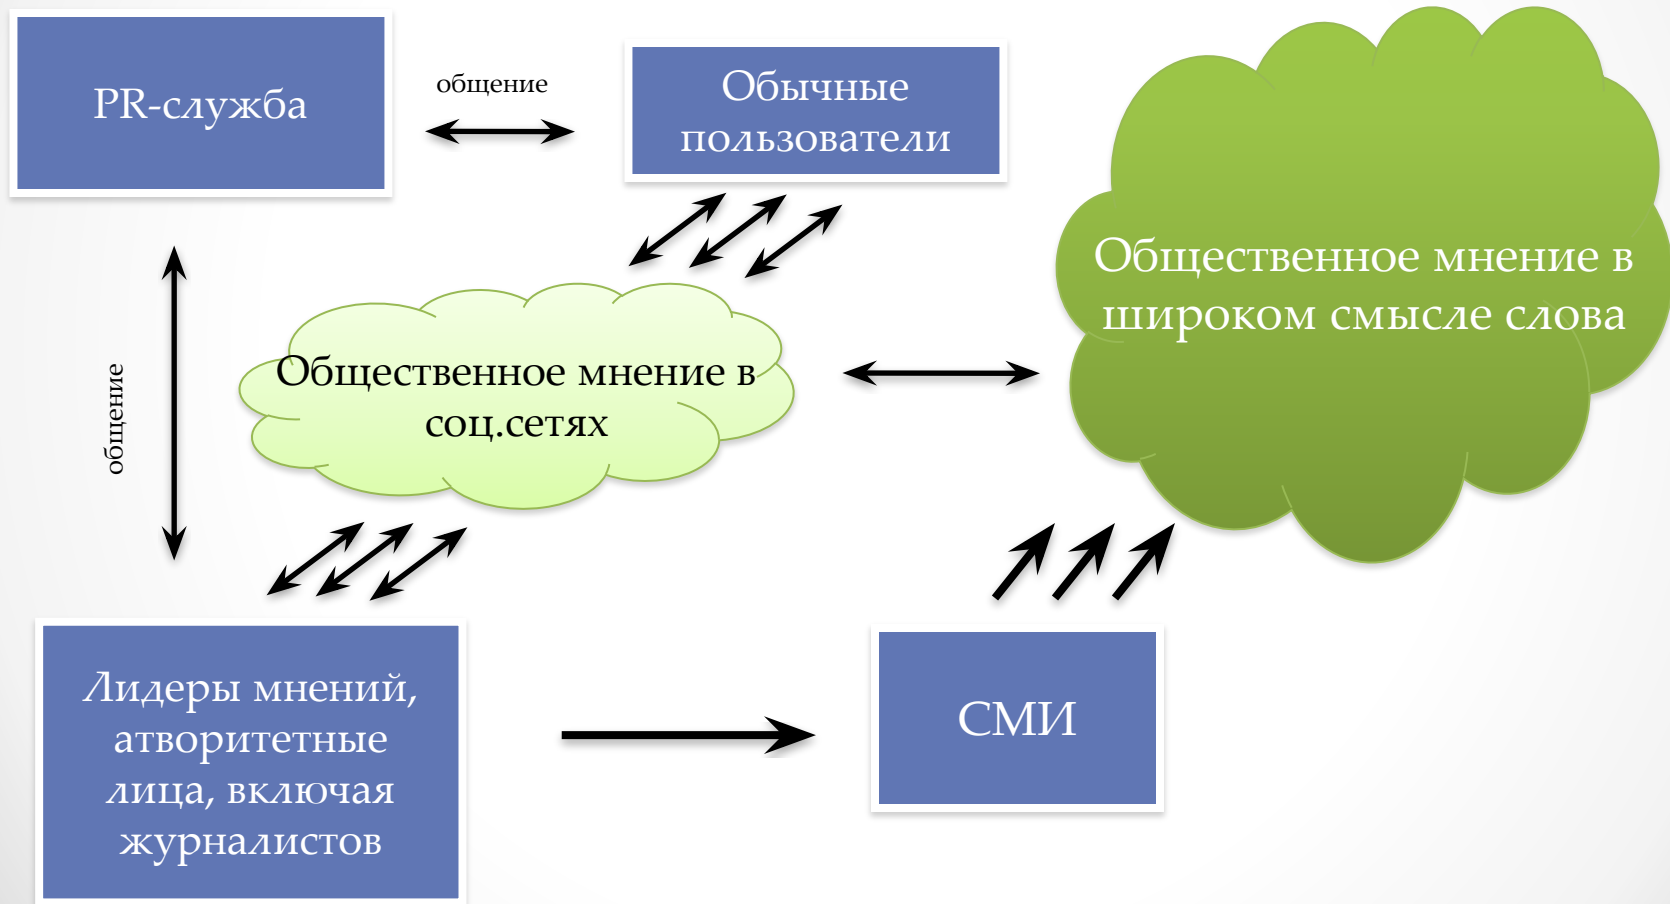 PR-служба
общение
Обычные
пользователи
Общественное мнение в
широком смысле слова
общение
Общественное мнение в
соц.сетях
Лидеры мнений,
атворитетные
лица, включая
журналистов
СМИ